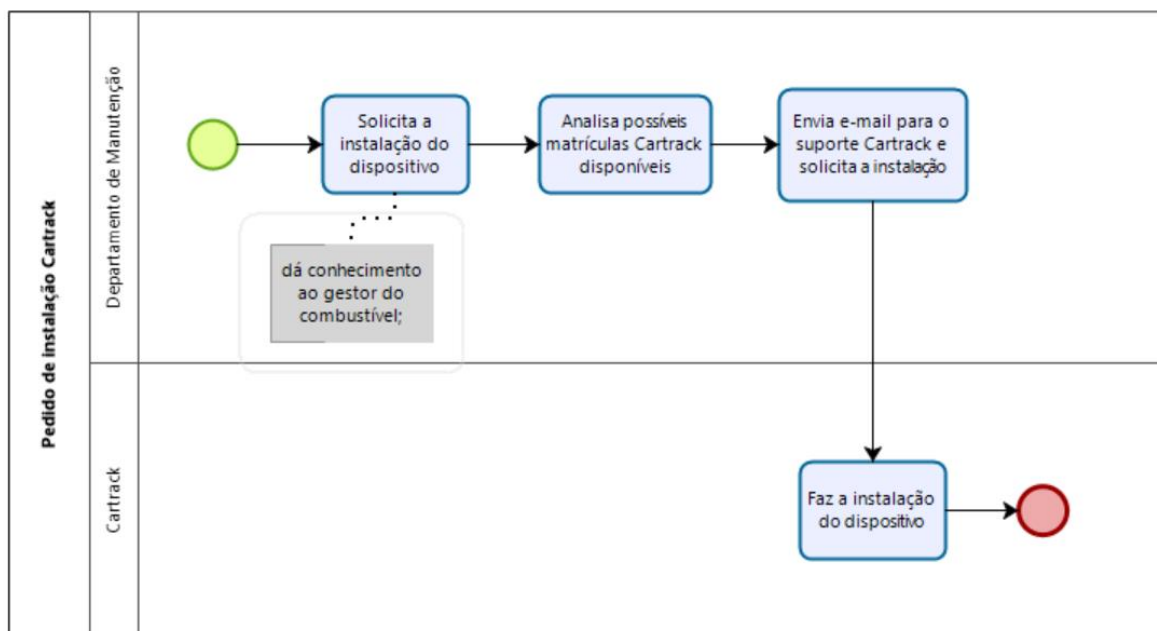 Pedido de instalação Cartrack
Departamento de Manutenção
Solicita a
instalação do
dispositivo
Analisa possíveis
matrículas Cartrack
disponíveis
Envia e-mail para o
suporte Cartrack e
solicita a instalação
dá conhecimento
ao gestor do
combustível;
Cartrack
Faz a instalação
do dispositivo